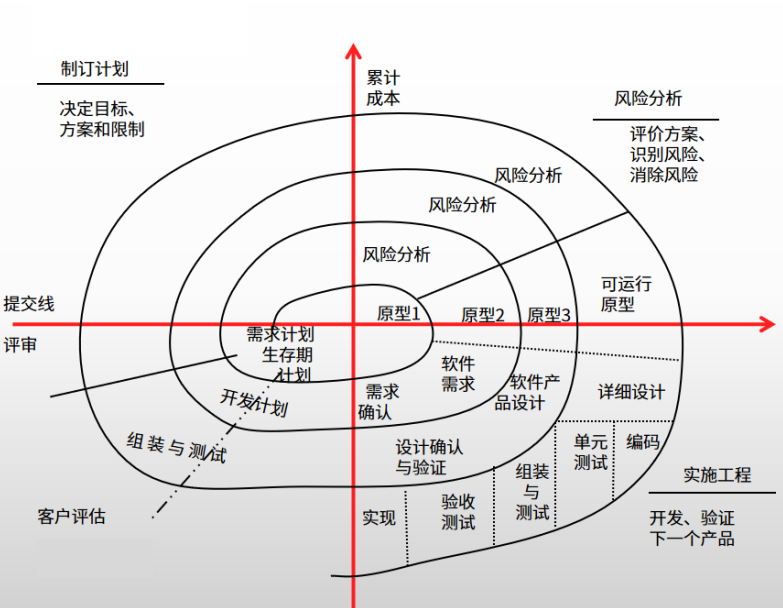 制订计划
决定目标、
方案和限制
累计
成本
风险分析
评价方案、
识别风险、
消除风险
风险分析
风险分析
风险分析
可运行
原型
提交线
原型1
原型2
原型3
评审
需求计划
生存期
计划
软件
需求
软件产
品设计
详细设计
开发计划
需求
确认
组装与测试
设计确认
与验证
组装
与
测试
单元
测试
编码
实施工程
客户评估
实现
验收
测试
开发、验证
下一个产品